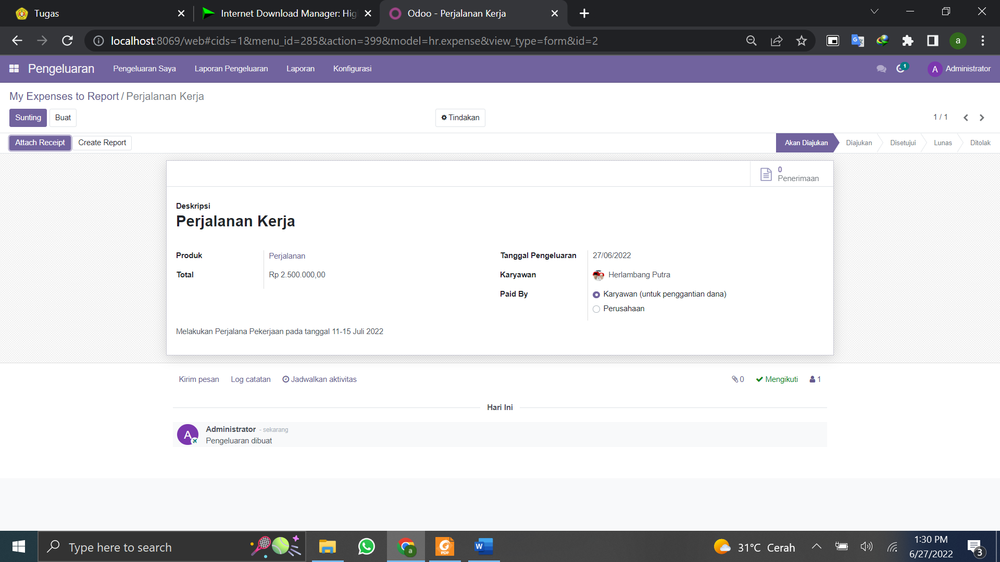 Tugas
Internet Download Manager: Hig
Odoo - Perjalanan Kerja
localhost:8069/web#cids=1&menu_id=285&action=399&model=hr.expense&view_type=form&id=2
a
Pengeluaran
Pengeluaran Saya
Laporan Pengeluaran
Laporan
Konfigurasi
1
A
Administrator
My Expenses to Report / Perjalanan Kerja
Sunting
Buat
Tindakan
1 / 1
Attach Receipt
Create Report
Akan Diajukan
Diajukan
Disetujui
Lunas
Ditolak
0
Penerimaan
Deskripsi
Perjalanan Kerja
Produk
Perjalanan
Tanggal Pengeluaran
27/06/2022
Total
Rp 2.500.000,00
Karyawan
Herlambang Putra
Paid By
Karyawan (untuk penggantian dana)
Perusahaan
Melakukan Perjalana Pekerjaan pada tanggal 11-15 Juli 2022
Kirim pesan
Log catatan
Jadwalkan aktivitas
0
Mengikuti
1
Hari Ini
A
Administrator - sekarang
Pengeluaran dibuat
Type here to search
a
PDF
W
31°C Cerah
1:30 PM
6/27/2022
3